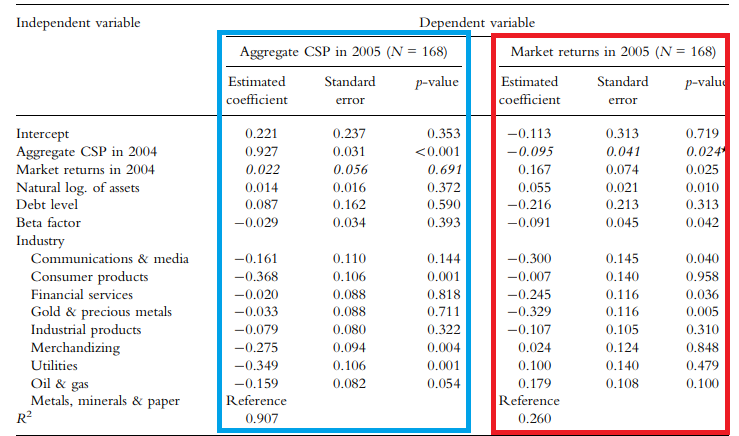 Independent variable Dependent variable
Aggregate CSP in 2005 (N = 168) Market returns in 2005 (N = 168)
Estimated coefficient Standard error p-value Estimated coefficient Standard error p-value
Intercept 0.221 0.237 0.353 −0.113 0.313 0.719
Aggregate CSP in 2004 0.927 0.031 <0.001 −0.095 0.041 0.024*
Market returns in 2004 0.022 0.056 0.691 0.167 0.074 0.025
Natural log. of assets 0.014 0.016 0.372 0.055 0.021 0.010
Debt level 0.087 0.162 0.590 −0.216 0.213 0.313
Beta factor −0.029 0.034 0.393 −0.091 0.045 0.042
Industry
Communications & media −0.161 0.110 0.144 −0.300 0.145 0.040
Consumer products −0.368 0.106 0.001 −0.007 0.140 0.958
Financial services −0.020 0.088 0.818 −0.245 0.116 0.036
Gold & precious metals −0.033 0.088 0.711 −0.329 0.116 0.005
Industrial products −0.079 0.080 0.322 −0.107 0.105 0.310
Merchandizing −0.275 0.094 0.004 0.024 0.124 0.848
Utilities −0.349 0.106 0.001 0.100 0.140 0.479
Oil & gas −0.159 0.082 0.054 0.179 0.108 0.100
Metals, minerals & paper Reference Reference
R² 0.907 0.260